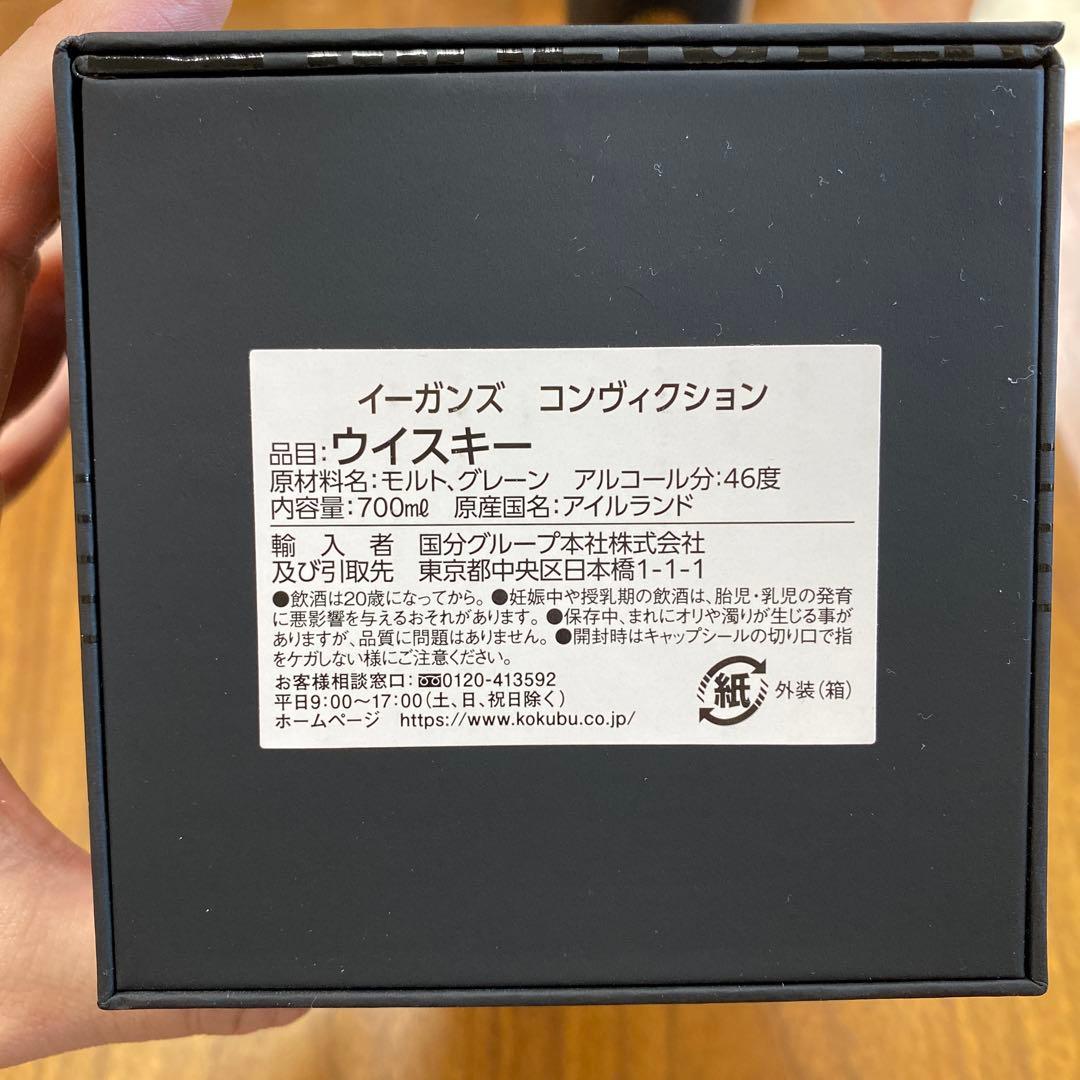 イーガンズ　コンヴィクション
品目：ウイスキー
原材料名：モルト、グレーン　アルコール分：46度
内容量：700㎖　原産国名：アイルランド
輸入者　国分グループ本社株式会社
及び引取先　東京都中央区日本橋1-1-1
●飲酒は20歳になってから。●妊娠中や授乳期の飲酒は、胎児・乳児の発育
に悪影響を与えるおそれがあります。●保存中、まれにオリや濁りが生じる事が
ありますが、品質に問題はありません。●開封時はキャップシールの切り口で指
をケガしない様にご注意ください。
お客様相談窓口：0120-413592
平日9：00〜17：00（土、日、祝日除く）
ホームページ　https://www.kokubu.co.jp/
紙　外装（箱）